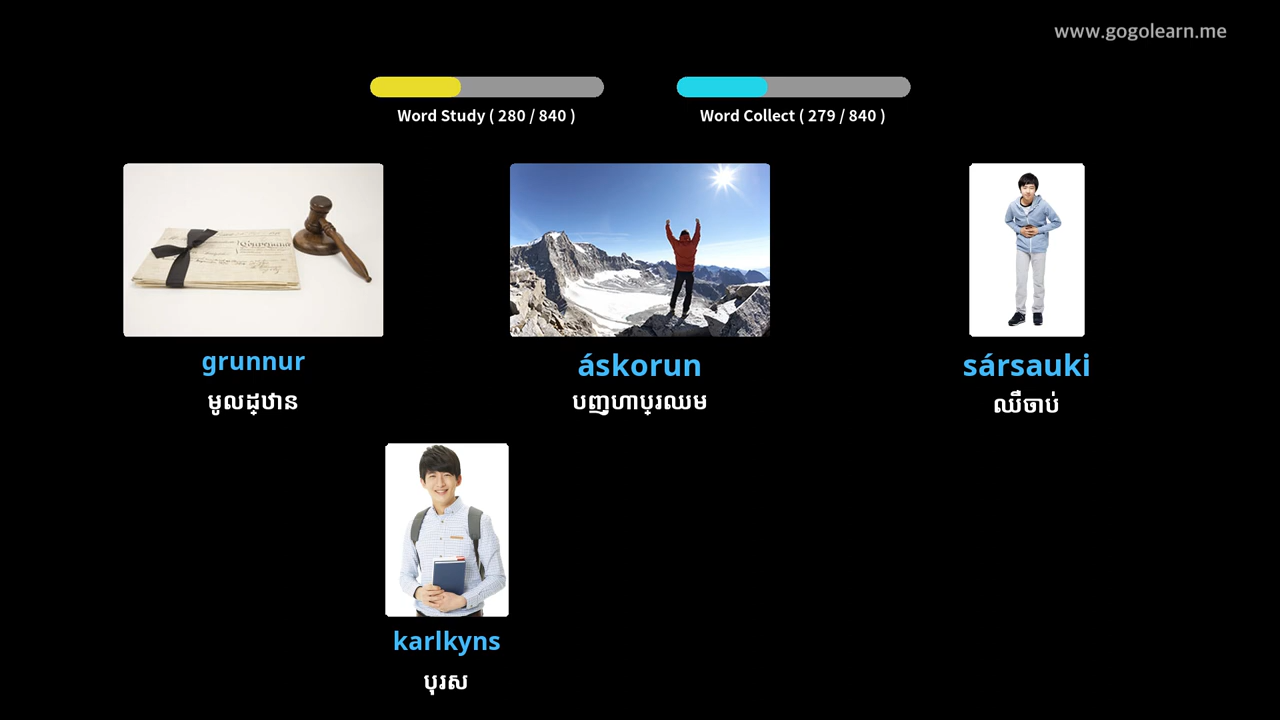 www.gogolearn.me
Word Study ( 280 / 840 )
Word Collect ( 279 / 840 )
grunnur
មូលដ្ឋាន
áskorun
បញ្ហាប្រឈម
sársauki
ឈឺចាប់
karlkyns
បុរស